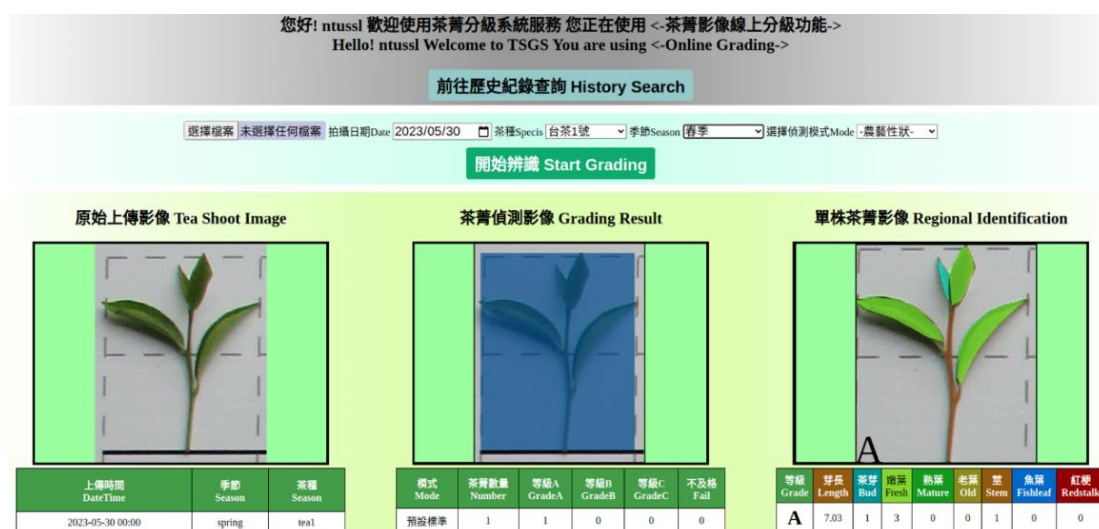 您好! ntussl 歡迎使用茶菁分級系統服務 您正在使用 <-茶菁影像線上分級功能->
Hello! ntussl Welcome to TSGS You are using <-Online Grading->
前往歷史紀錄查詢 History Search
選擇檔案 未選擇任何檔案 拍攝日期Date 2023/05/30 茶種Specis 台茶1號 季節Season 春季 選擇偵測模式Mode -農藝性狀-
開始辨識 Start Grading
原始上傳影像 Tea Shoot Image
茶菁偵測影像 Grading Result
單株茶菁影像 Regional Identification
A
上傳時間 季節 茶種
DateTime Season Season
2023-05-30 00:00 spring tea1
模式 茶菁數量 等級A 等級B 等級C 不及格
Mode Number GradeA GradeB GradeC Fail
預設標準 1 1 0 0 0
等級 芽長 茶芽 嫩葉 熟葉 老葉 莖 魚葉 紅梗
Grade Length Bud Fresh Mature Old Stem Fishleaf Redstalk
A 7.03 1 3 0 0 1 0 0